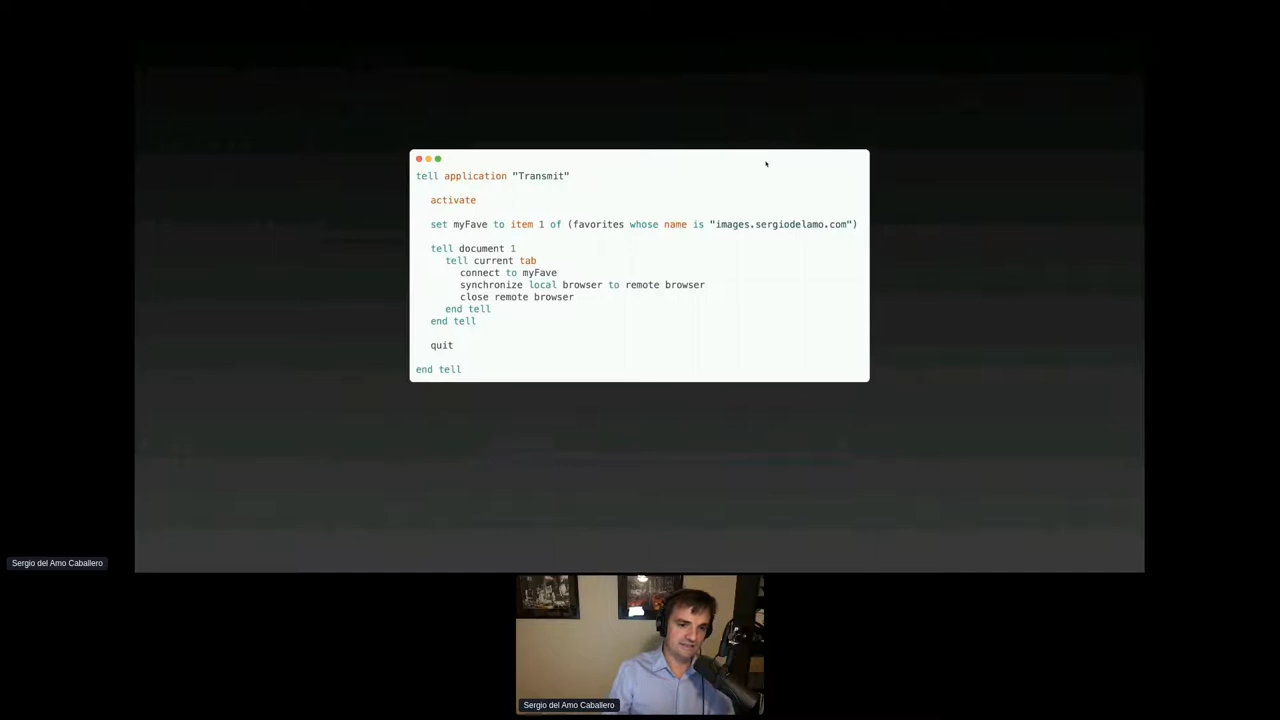 tell application "Transmit"
activate
set myFave to item 1 of (favorites whose name is "images.sergiodelamo.com")
tell document 1
tell current tab
connect to myFave
synchronize local browser to remote browser
close remote browser
end tell
end tell
quit
end tell
Sergio del Amo Caballero
Sergio del Amo Caballero